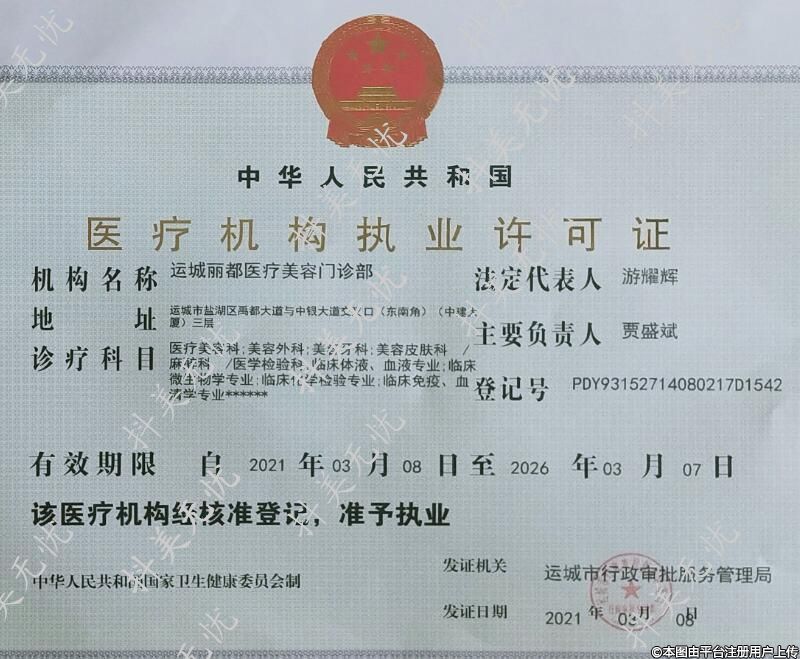 中华人民共和国
医疗机构执业许可证
机构名称 运城丽都医疗美容门诊部
法定代表人 游耀辉
地 址 运城市盐湖区禹都大道与中银大道交叉口（东南角）（中建大
厦）三层
主要负责人 贾盛斌
诊疗科目 医疗美容科;美容外科;美容牙科;美容皮肤科 /
麻醉科 /医学检验科;临床体液、血液专业;临床
微生物学专业;临床化学检验专业;临床免疫、血
清学专业******
登记号 PDY93152714080217D1542
有效期限 自 2021 年 03 月 08 日至 2026 年 03 月 07 日
该医疗机构经核准登记，准予执业
中华人民共和国国家卫生健康委员会制
发证机关 运城市行政审批服务管理局
发证日期 2021 年 03 月 08 日
抖美无忧
©本图由平台注册用户上传